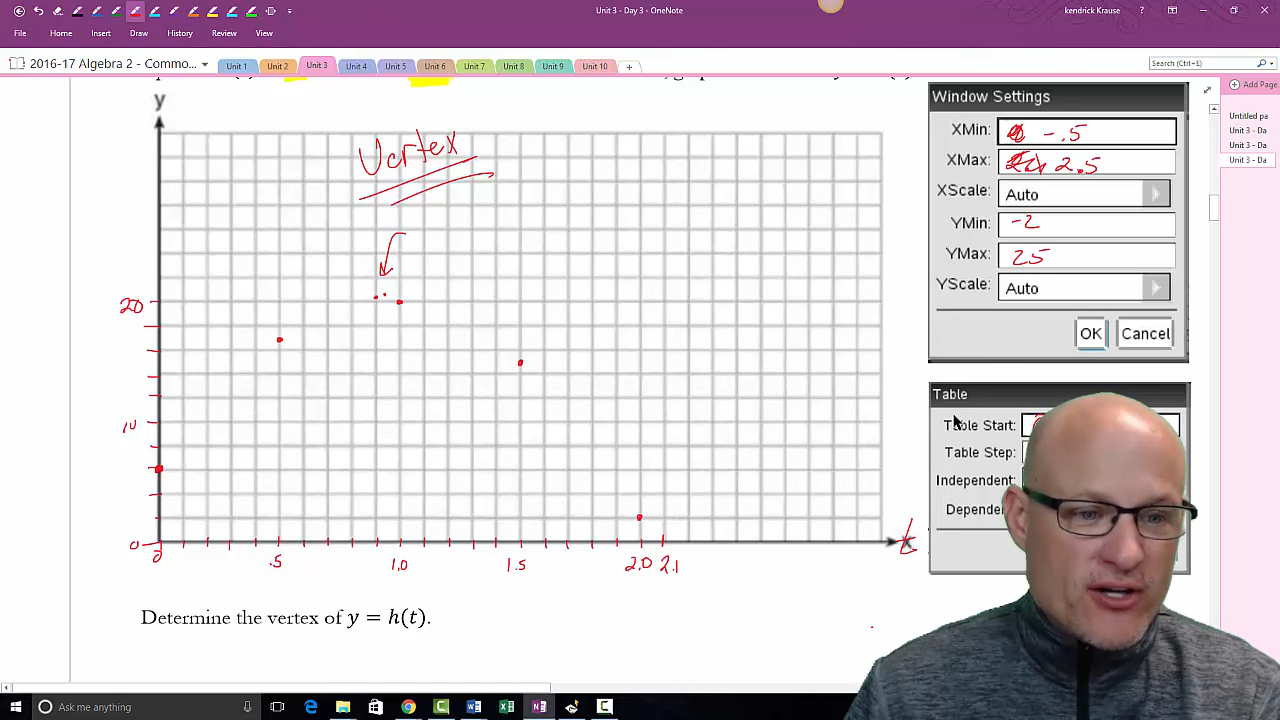 Unit 3 - Day 3 - OneNote
kendrick Krause
File Home Insert Draw History Review View
2016-17 Algebra 2 - Commo... Unit 1 Unit 2 Unit 3 Unit 4 Unit 5 Unit 6 Unit 7 Unit 8 Unit 9 Unit 10
Search (Ctrl+E)
Add Page
Untitled pa
Unit 3 - Da
Unit 3 - Da
Unit 3 - Da
y
Vertex
20
10
0
0 .5 1.0 1.5 2.0 2.1
t
Window Settings
XMin: -.5
XMax: 2.5
XScale: Auto
YMin: -2
YMax: 25
YScale: Auto
OK Cancel
Table
Table Start:
Table Step:
Independent:
Depende
Determine the vertex of y = h(t).
Ask me anything